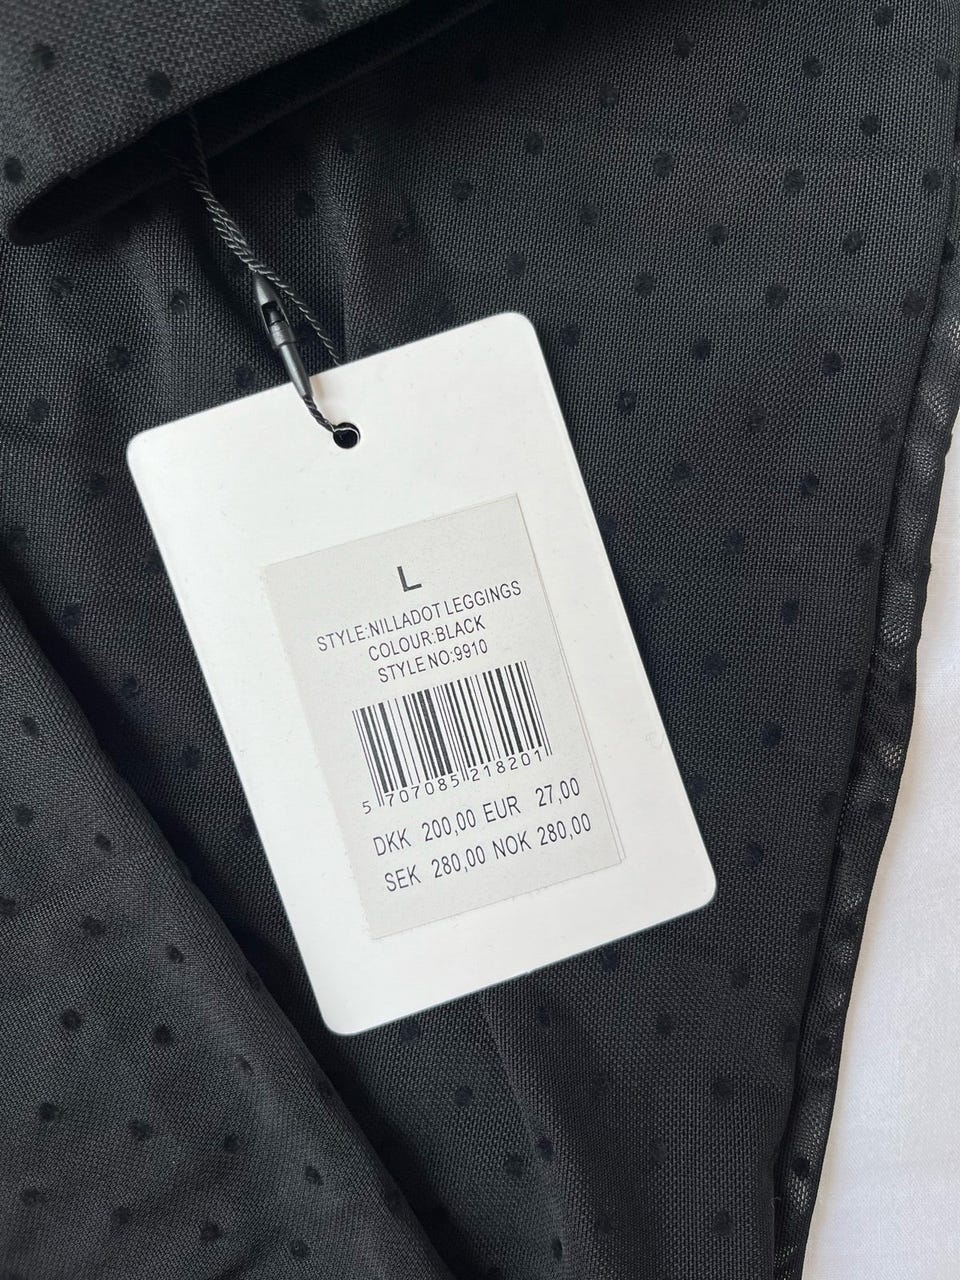 L
STYLE:NILLADOT LEGGINGS
COLOUR:BLACK
STYLE NO:9910
5 707085 218201
DKK 200,00 EUR 27,00
SEK 280,00 NOK 280,00